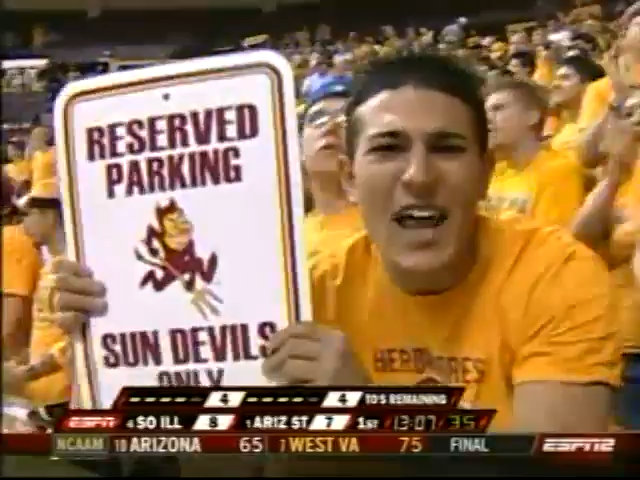 RESERVED
PARKING
SUN DEVILS
ONLY
4 4 TO'S REMAINING
ESPN 4 SO ILL 8 1 ARIZ ST 7 1ST 13:07 35
NCAAM 10 ARIZONA 65 7 WEST VA 75 FINAL ESPN2